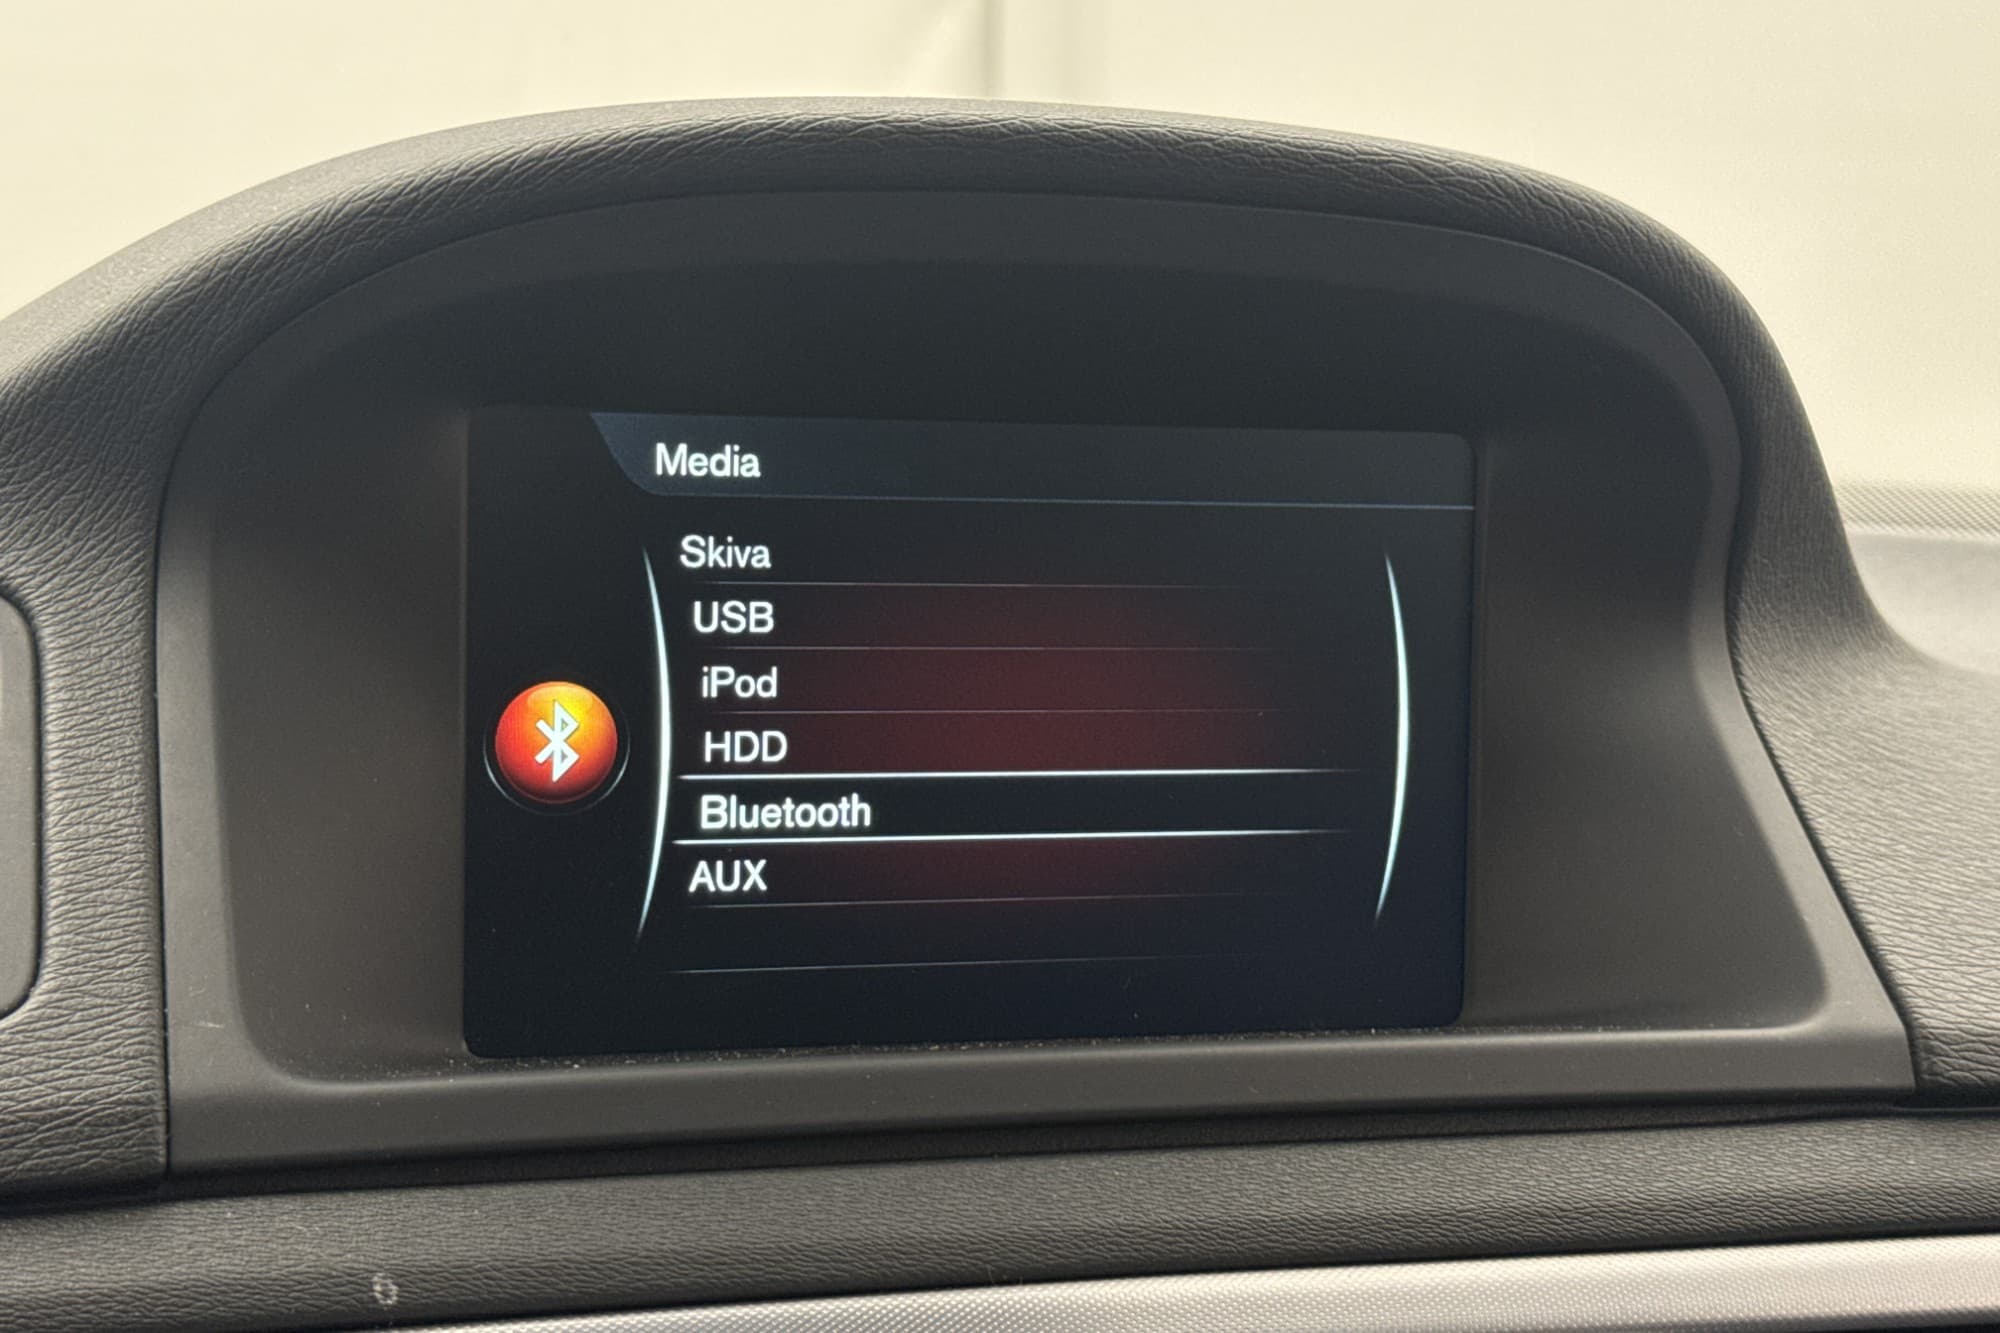 Media
Skiva
USB
iPod
HDD
Bluetooth
AUX